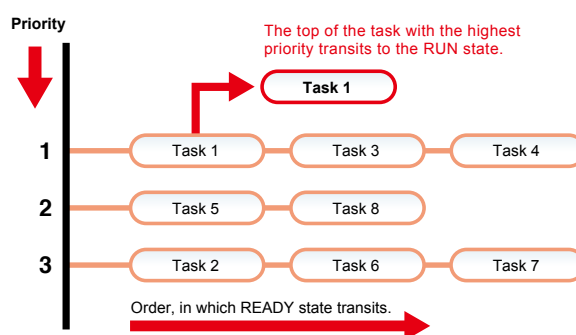 Priority
The top of the task with the highest
priority transits to the RUN state.
Task 1
1 Task 1 Task 3 Task 4
2 Task 5 Task 8
3 Task 2 Task 6 Task 7
Order, in which READY state transits.